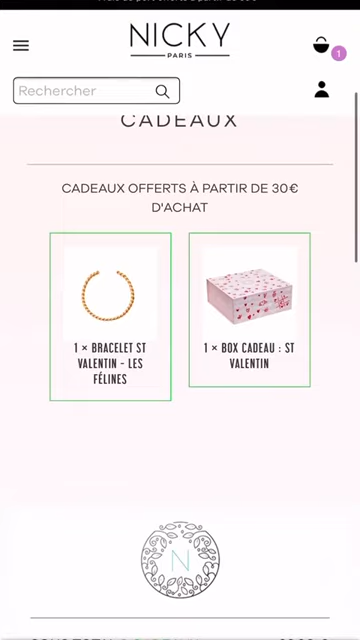 NICKY
PARIS
1
Rechercher
CADEAUX
CADEAUX OFFERTS À PARTIR DE 30€
D'ACHAT
1 × BRACELET ST
VALENTIN - LES
FÉLINES
1 × BOX CADEAU : ST
VALENTIN
N